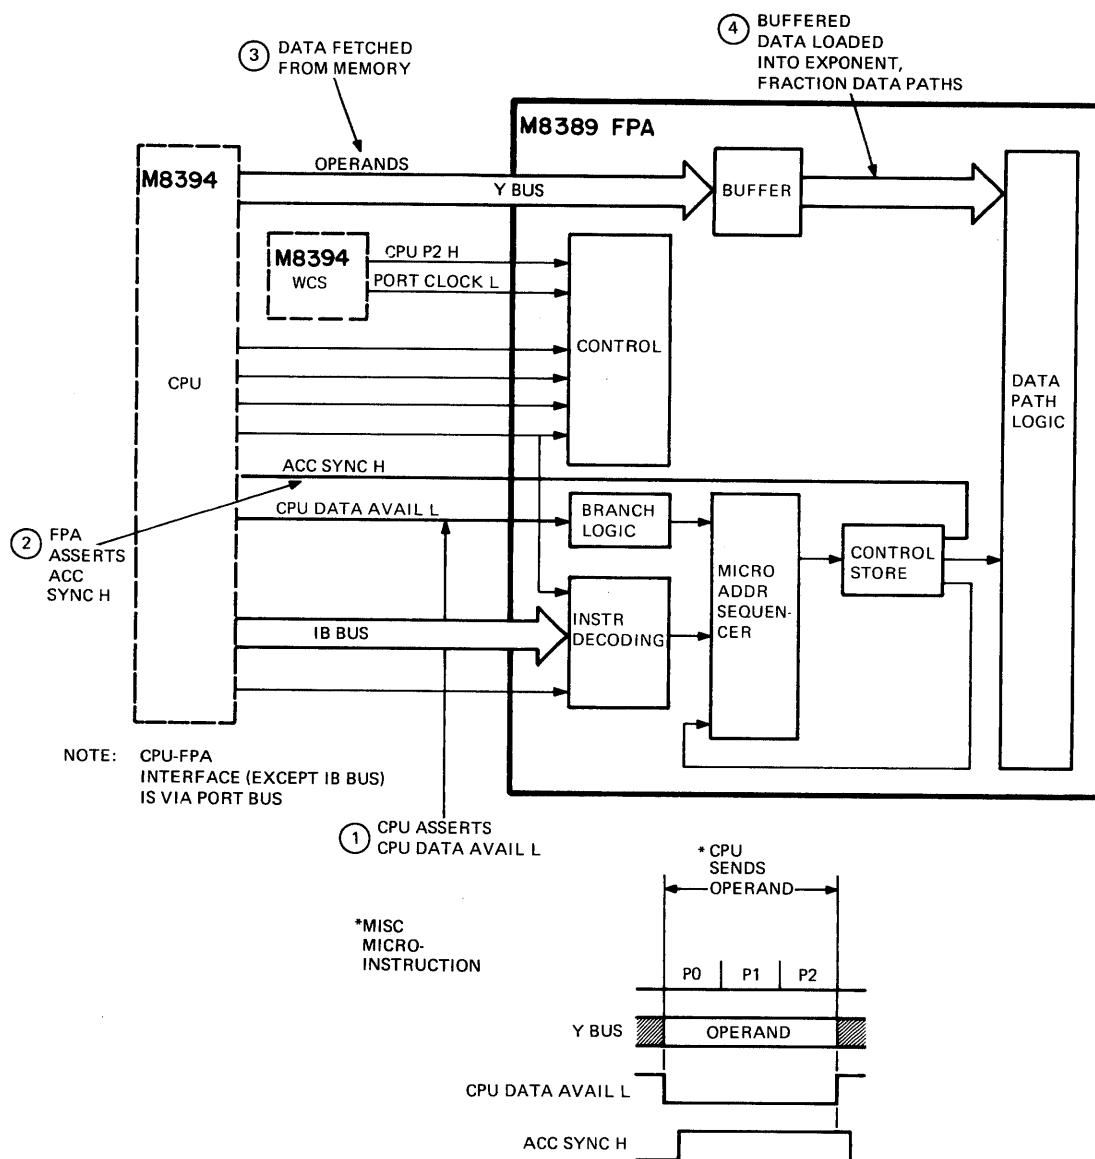 4 BUFFERED
DATA LOADED
INTO EXPONENT,
FRACTION DATA PATHS
3 DATA FETCHED
FROM MEMORY
M8389 FPA
M8394
OPERANDS
Y BUS
BUFFER
M8394
WCS
CPU P2 H
PORT CLOCK L
CONTROL
CPU
DATA
PATH
LOGIC
ACC SYNC H
CPU DATA AVAIL L
BRANCH
LOGIC
2 FPA
ASSERTS
ACC
SYNC H
CONTROL
STORE
MICRO
ADDR
SEQUEN-
CER
IB BUS
INSTR
DECODING
NOTE: CPU-FPA
INTERFACE (EXCEPT IB BUS)
IS VIA PORT BUS
1 CPU ASSERTS
CPU DATA AVAIL L
*CPU
SENDS
OPERAND
*MISC
MICRO-
INSTRUCTION
P0 P1 P2
Y BUS OPERAND
CPU DATA AVAIL L
ACC SYNC H